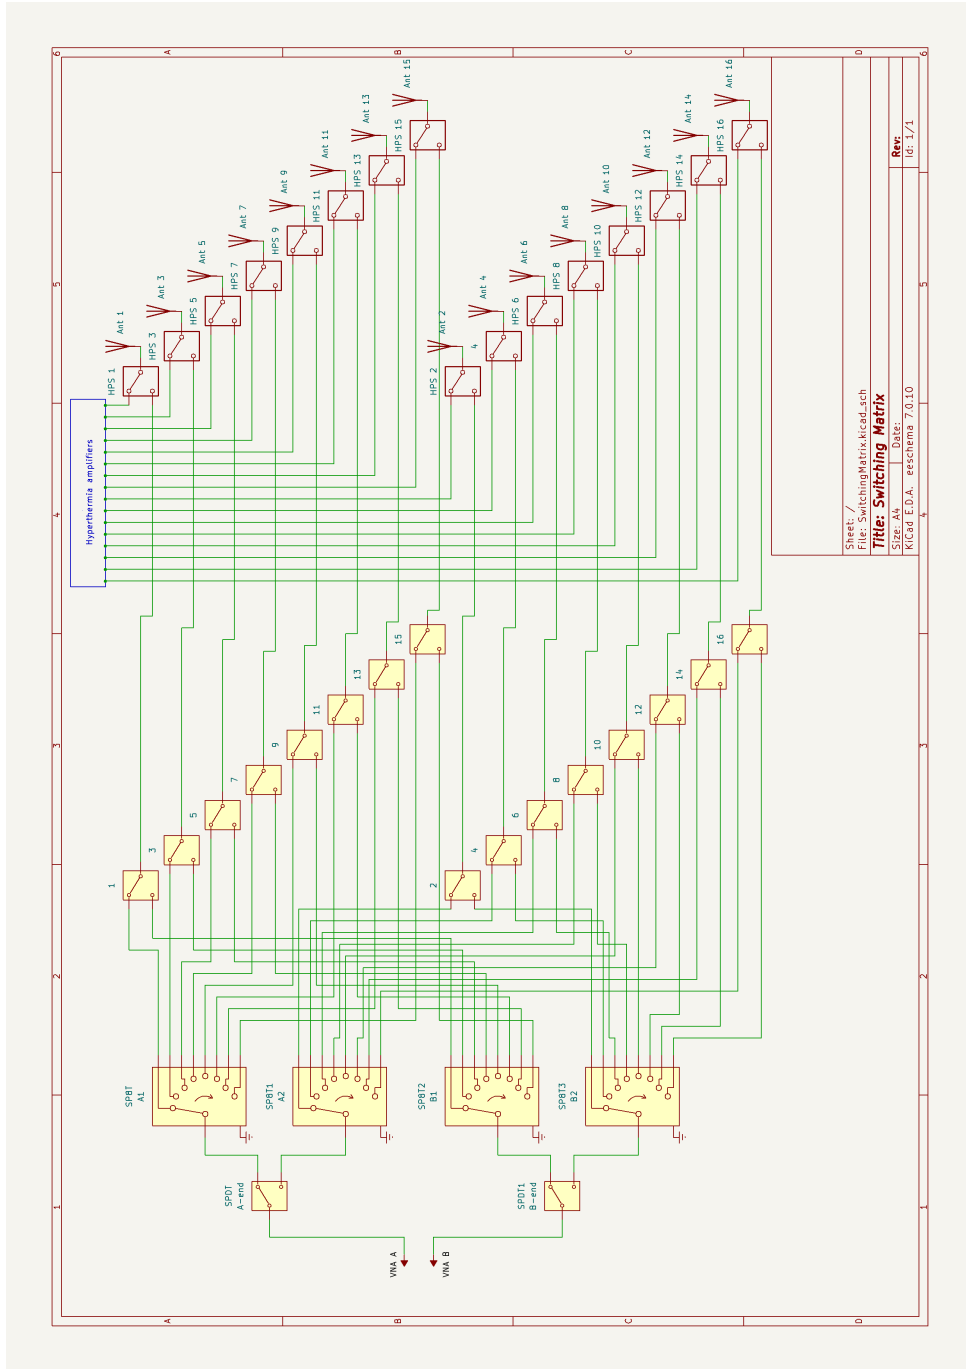 Sheet: /
File: SwitchingMatrix.kicad_sch
Title: Switching Matrix
Size: A4
Date:
Rev:
KiCad E.D.A. eeschema 7.0.10
Id: 1/1
Hyperthermia amplifiers
Ant 1
Ant 3
Ant 5
Ant 7
Ant 9
Ant 11
Ant 13
Ant 15
HPS 1
HPS 3
HPS 5
HPS 7
HPS 9
HPS 11
HPS 13
HPS 15
Ant 2
Ant 4
Ant 6
Ant 8
Ant 10
Ant 12
Ant 14
Ant 16
HPS 2
4
HPS 6
HPS 8
HPS 10
HPS 12
HPS 14
HPS 16
1
3
5
7
9
11
13
15
2
4
6
8
10
12
14
16
SP8T
A1
SP8T1
A2
SP8T2
B1
SP8T3
B2
SPDT
A-end
SPDT1
B-end
VNA A
VNA B
1
2
3
4
5
6
1
2
3
4
5
6
A
B
C
D
A
B
C
D